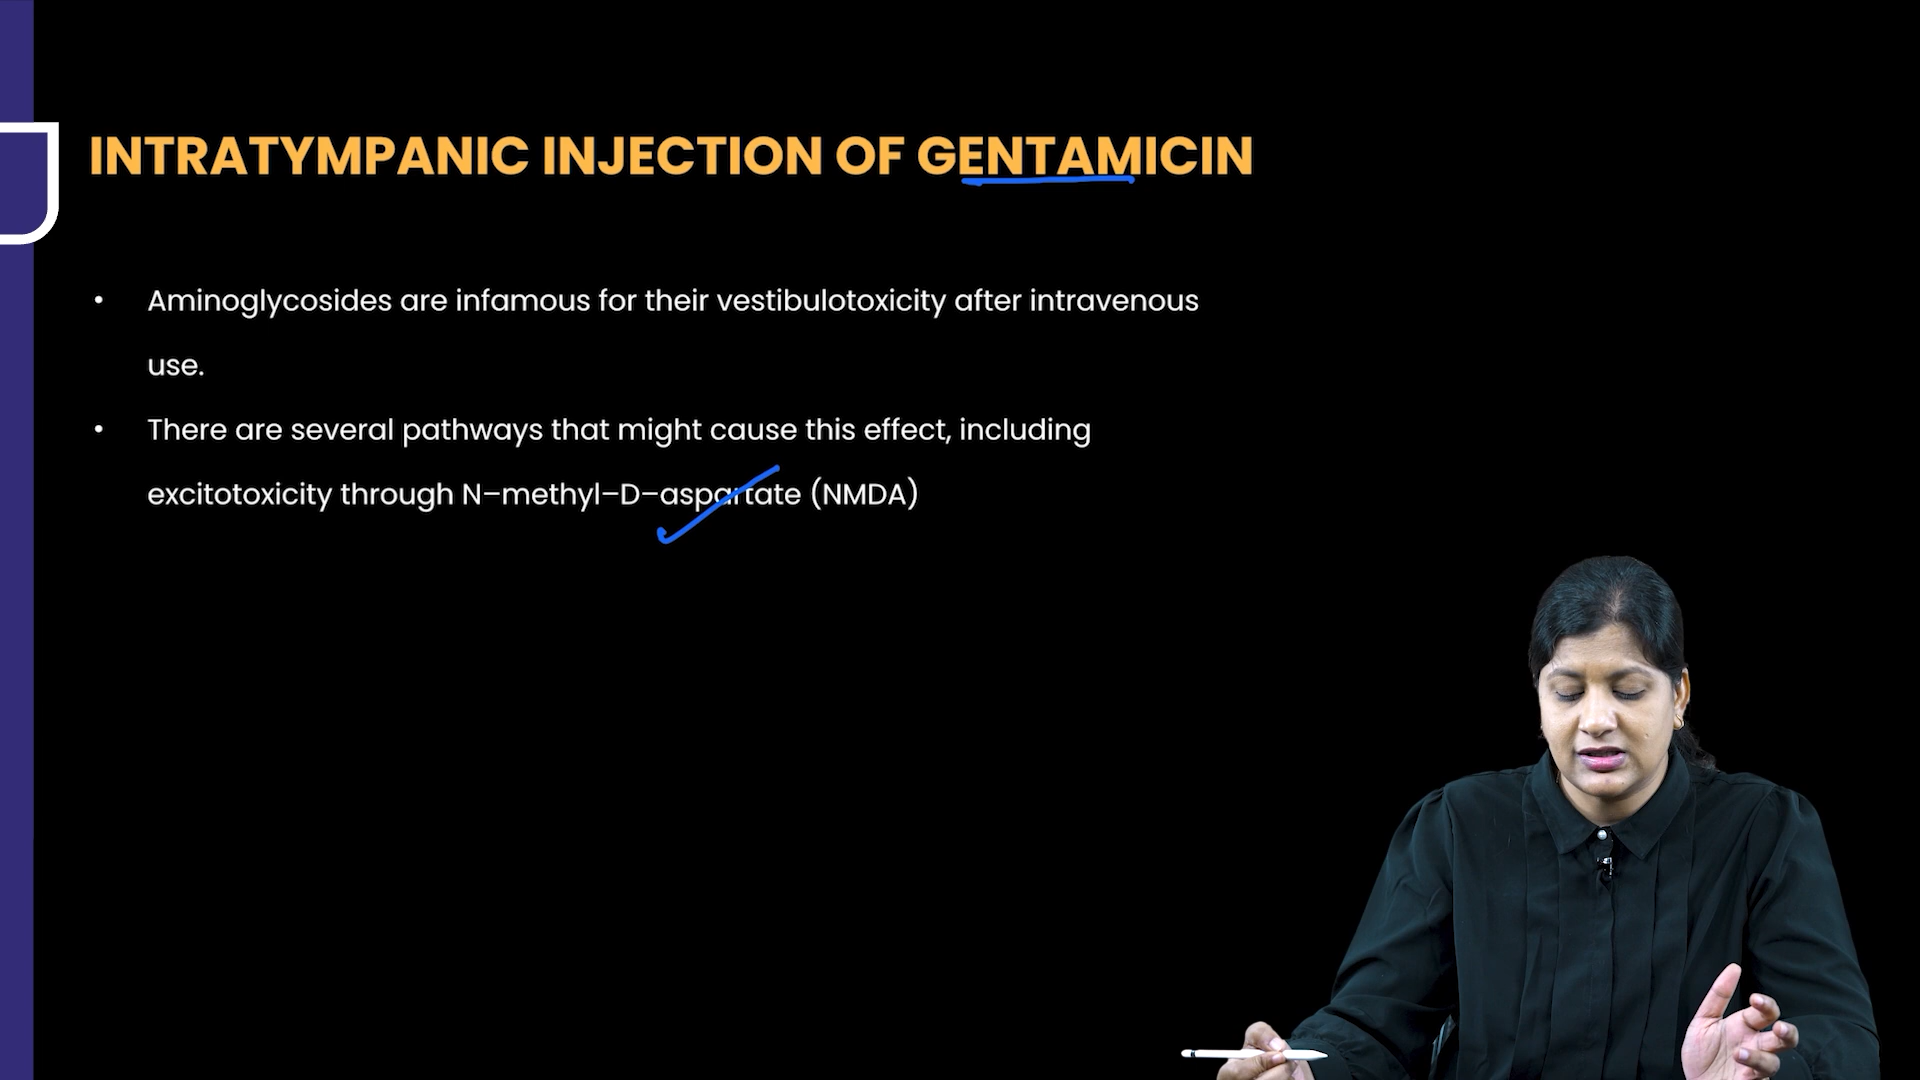 INTRATYMPANIC INJECTION OF GENTAMICIN
• Aminoglycosides are infamous for their vestibulotoxicity after intravenous
use.
• There are several pathways that might cause this effect, including
excitotoxicity through N–methyl–D–aspartate (NMDA)